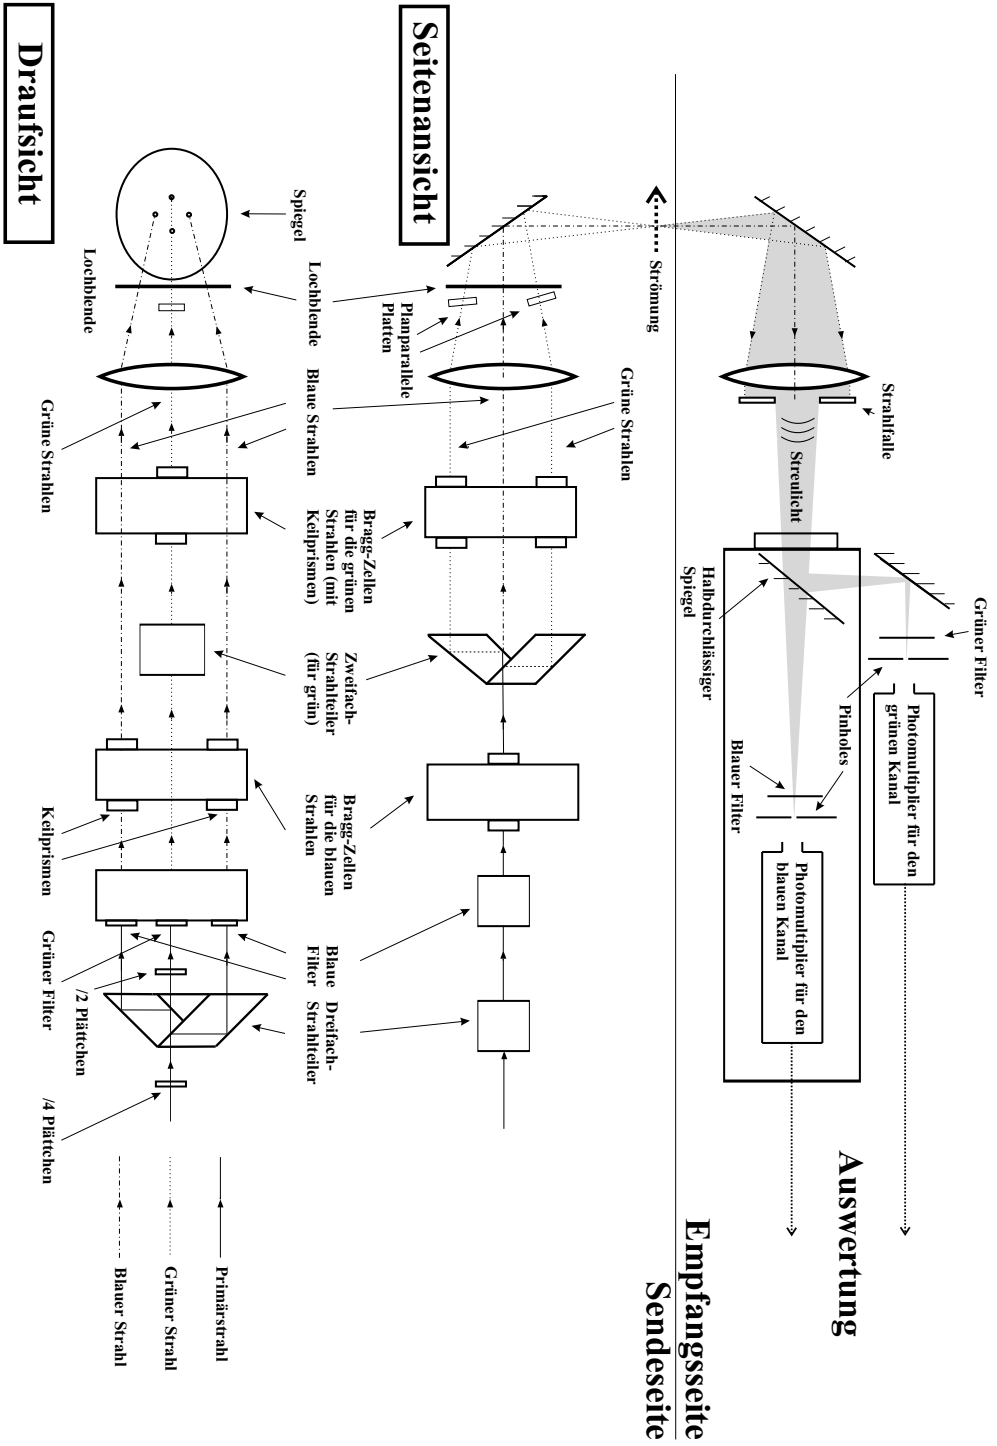 Draufsicht
Seitenansicht
Spiegel
Lochblende
Lochblende
Planparallele
Platten
Strömung
Grüne Strahlen
Blaue Strahlen
Grüne Strahlen
Strahlfalle
Streulicht
Bragg-Zellen
für die grünen
Strahlen (mit
Keilprismen)
Halbdurchlässiger
Spiegel
Grüner Filter
Zweifach-
Strahlteiler
(für grün)
Pinholes
Photomultiplier für den
grünen Kanal
Blauer Filter
Bragg-Zellen
für die blauen
Strahlen
Keilprismen
Photomultiplier für den
blauen Kanal
Blaue
Filter
Grüner Filter
/2 Plättchen
Dreifach-
Strahlteiler
/4 Plättchen
Auswertung
Empfangsseite
Sendeseite
Primärstrahl
Grüner Strahl
Blauer Strahl